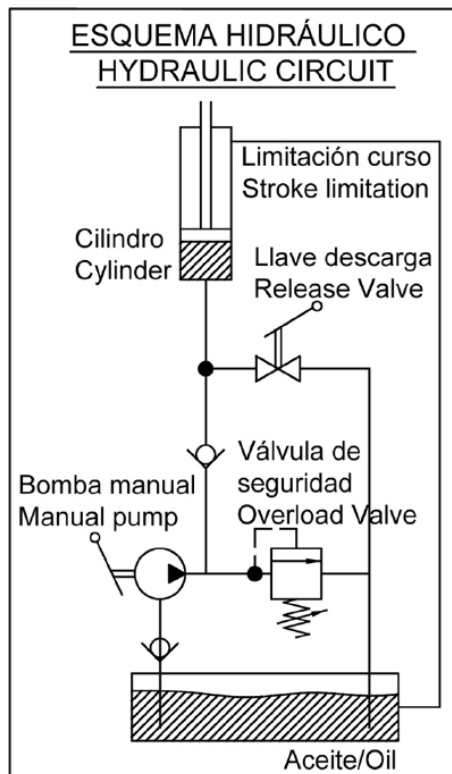 ESQUEMA HIDRÁULICO
HYDRAULIC CIRCUIT
Limitación curso
Stroke limitation
Cilindro
Cylinder
Llave descarga
Release Valve
Válvula de
seguridad
Overload Valve
Bomba manual
Manual pump
Aceite/Oil